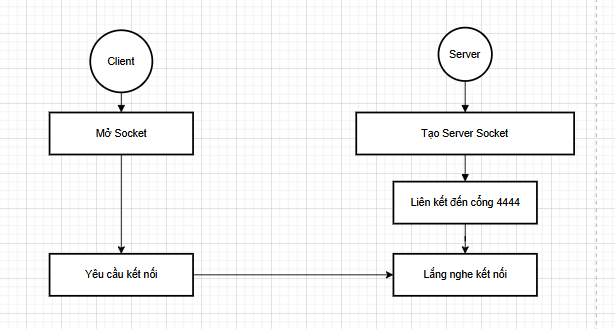 Client
Server
Mở Socket
Tạo Server Socket
Liên kết đến cổng 4444
Yêu cầu kết nối
Lắng nghe kết nối